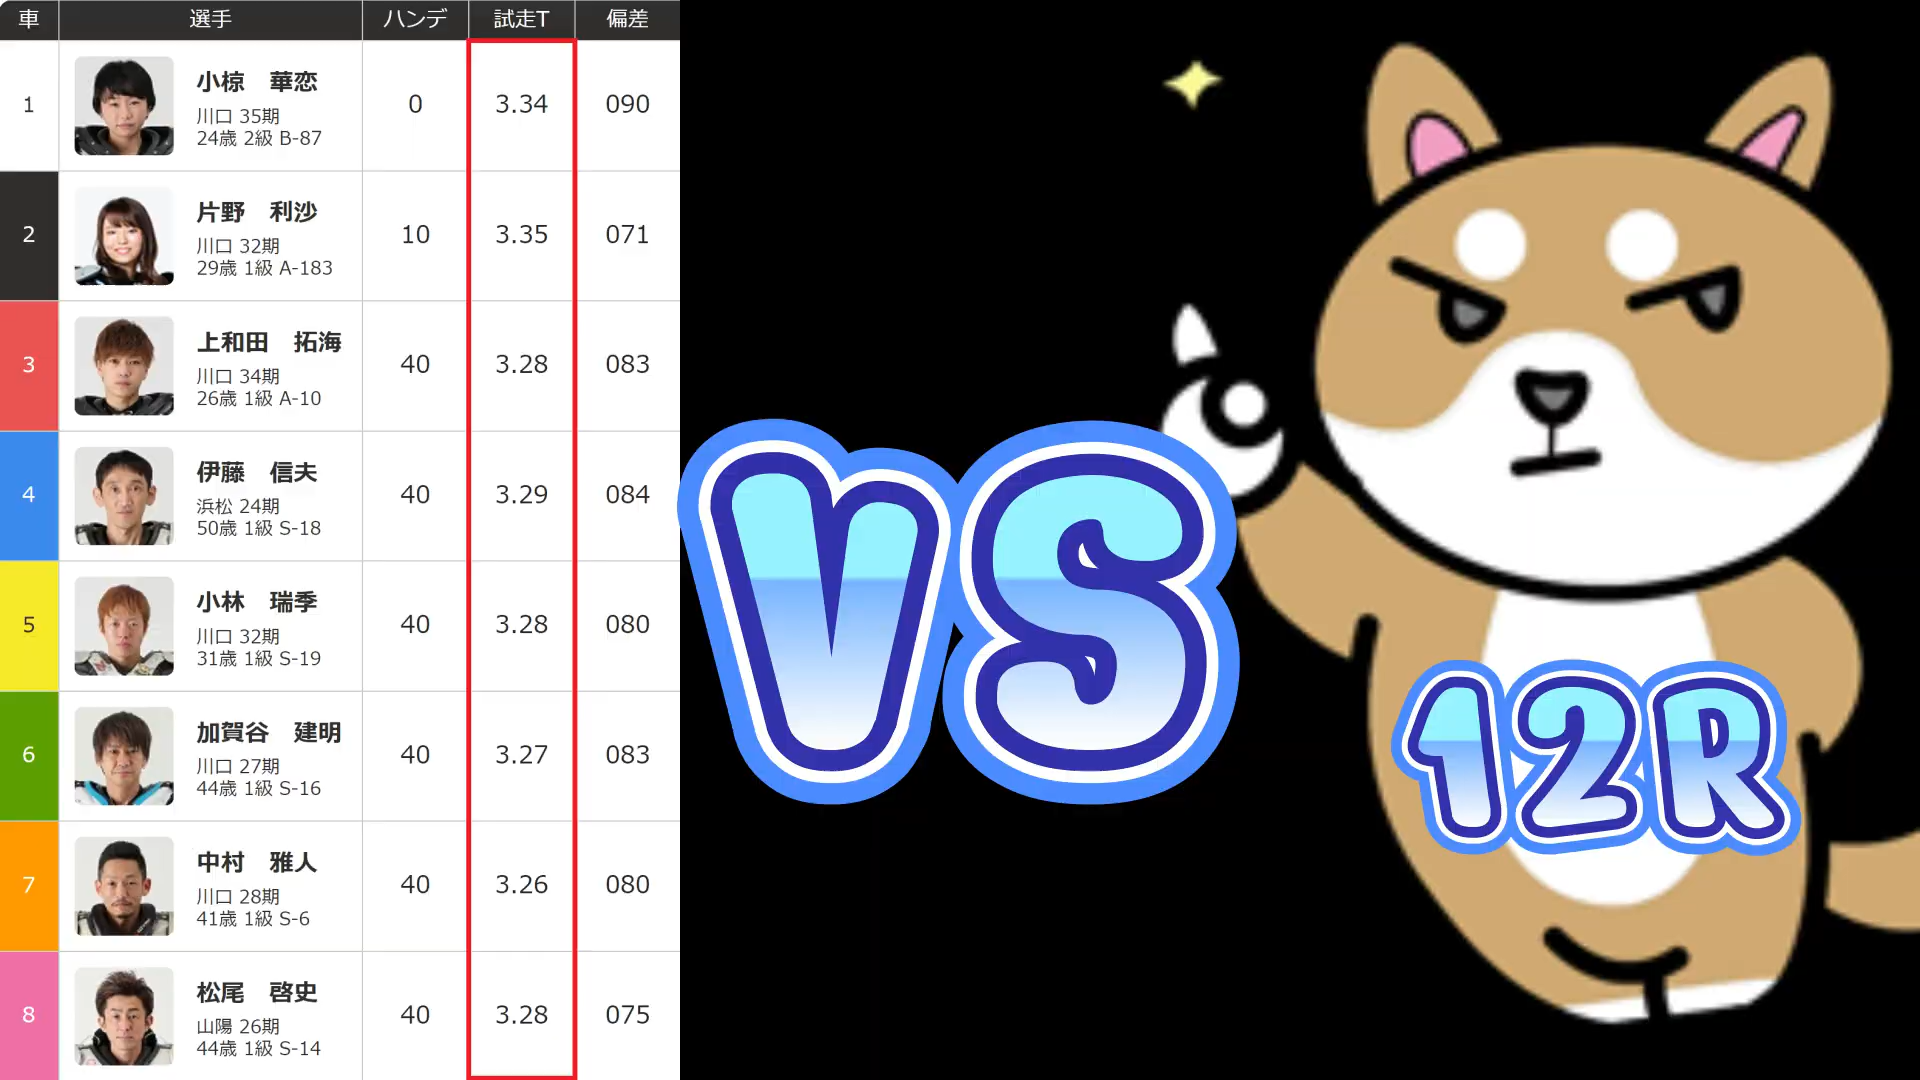 車 選手 ハンデ 試走T 偏差
1 小椋 華恋 川口 35期 24歳 2級 B-87 0 3.34 090
2 片野 利沙 川口 32期 29歳 1級 A-183 10 3.35 071
3 上和田 拓海 川口 34期 26歳 1級 A-10 40 3.28 083
4 伊藤 信夫 浜松 24期 50歳 1級 S-18 40 3.29 084
5 小林 瑞季 川口 32期 31歳 1級 S-19 40 3.28 080
6 加賀谷 建明 川口 27期 44歳 1級 S-16 40 3.27 083
7 中村 雅人 川口 28期 41歳 1級 S-6 40 3.26 080
8 松尾 啓史 山陽 26期 44歳 1級 S-14 40 3.28 075
VS
12R